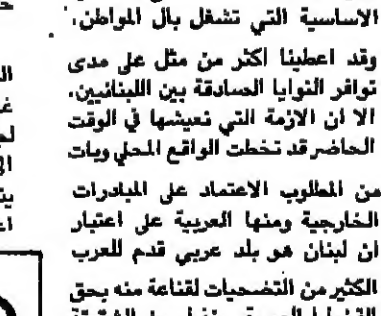 الاساسية التي تشغل بال المواطن.
وقد اعطينا اكثر من مثل على مدى
توافر النوايا الصادقة بين اللبنانيين.
الا ان الازمة التي نعيشها في الوقت
الحاضر قد تخطت الواقع المحلي وبات
من المطلوب الاعتماد على المبادرات
الخارجية ومنها العربية على اعتبار
ان لبنان هو بلد عربي قدم للعرب
الكثير من التضحيات لقناعة منه بحق